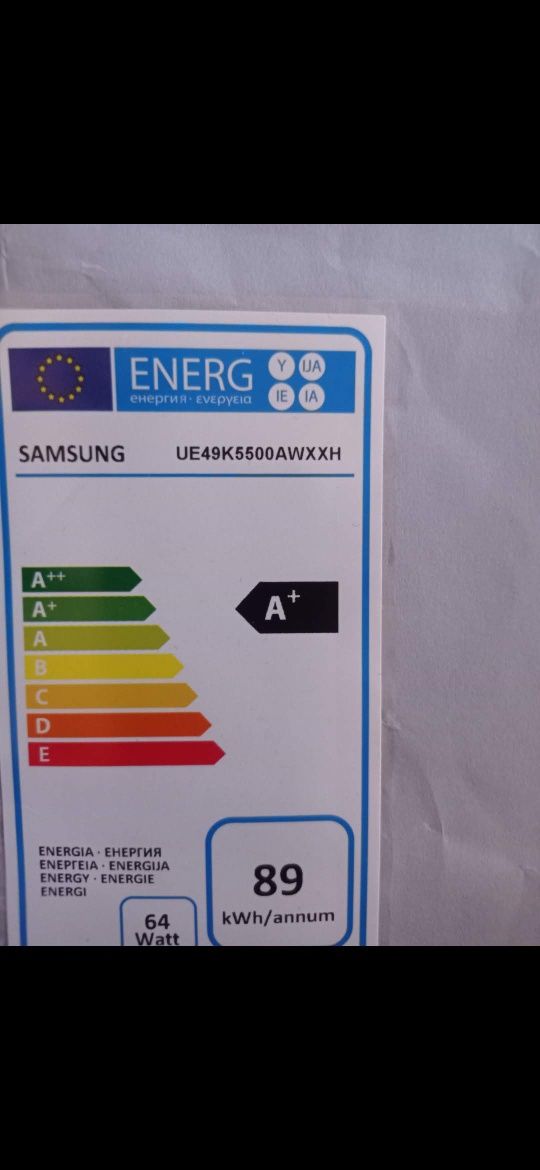 ENERG Y IJA
енергия · ενεργεια IE IA
SAMSUNG UE49K5500AWXXH
A++
A+
A+
A
B
C
D
E
ENERGIA · ЕНЕРГИЯ
ΕΝΕΡΓΕΙΑ · ENERGIJA
ENERGY · ENERGIE
ENERGI
89
kWh/annum
64
Watt